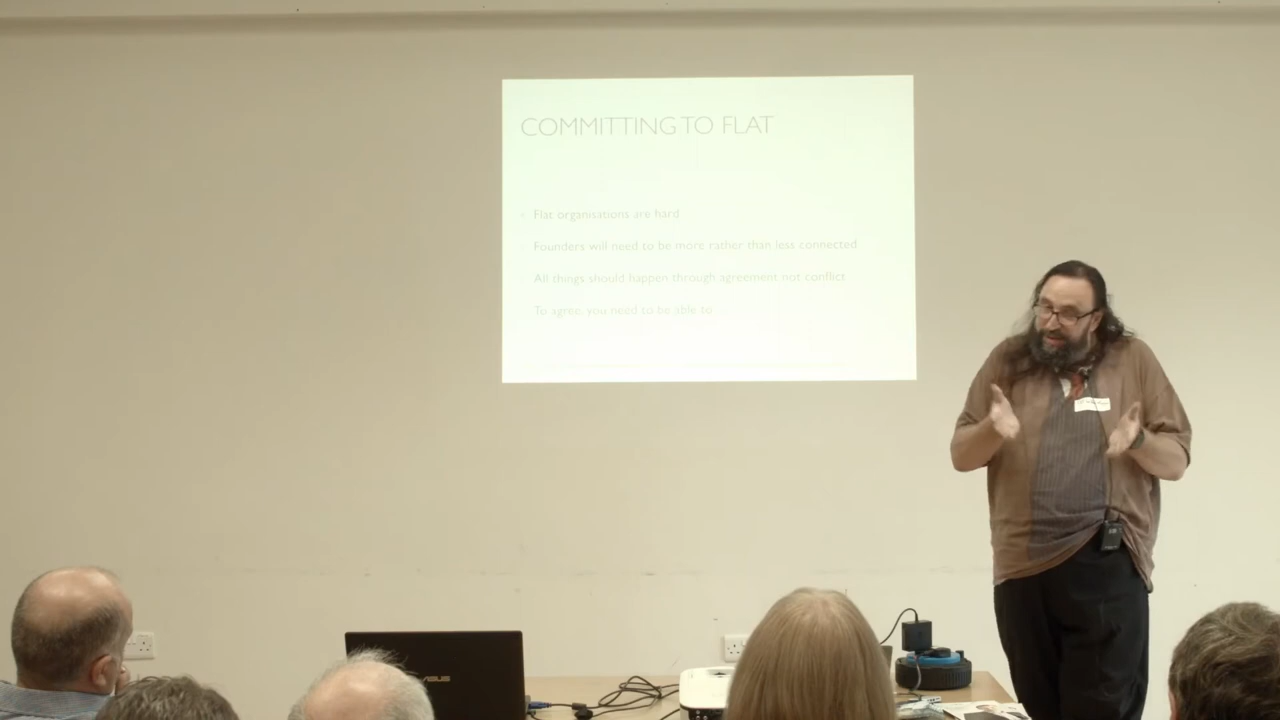 COMMITTING TO FLAT
Flat organisations are hard
Founders will need to be more rather than less connected
All things should happen through agreement not conflict
To agree, you need to be able to
ASUS